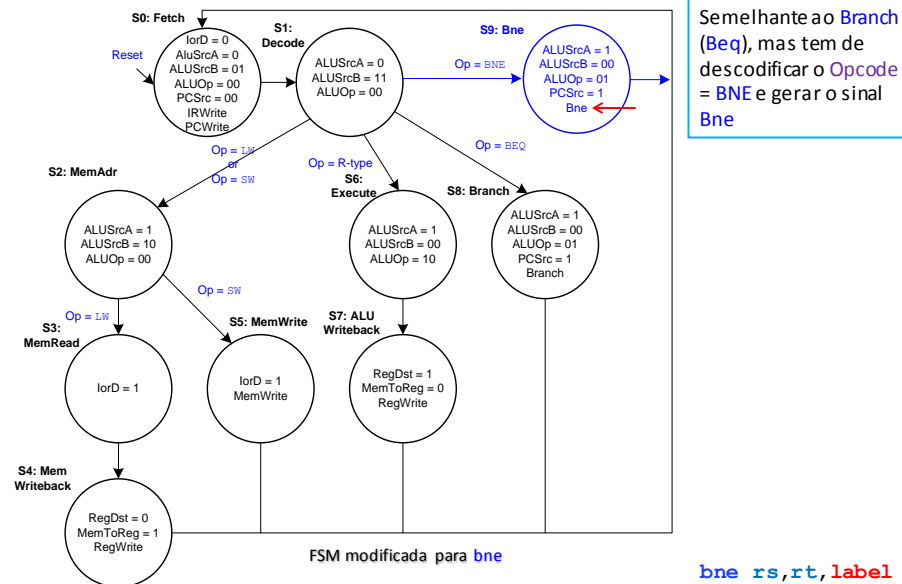 S0: Fetch
Reset
IorD = 0
AluSrcA = 0
ALUSrcB = 01
ALUOp = 00
PCSrc = 00
IRWrite
PCWrite
S1:
Decode
ALUSrcA = 0
ALUSrcB = 11
ALUOp = 00
Op = BNE
S9: Bne
ALUSrcA = 1
ALUSrcB = 00
ALUOp = 01
PCSrc = 1
Bne
Semelhante ao Branch
(Beq), mas tem de
descodificar o Opcode
= BNE e gerar o sinal
Bne
Op = LW
or
Op = SW
Op = R-type
Op = BEQ
S2: MemAdr
ALUSrcA = 1
ALUSrcB = 10
ALUOp = 00
S6:
Execute
ALUSrcA = 1
ALUSrcB = 00
ALUOp = 10
S8: Branch
ALUSrcA = 1
ALUSrcB = 00
ALUOp = 01
PCSrc = 1
Branch
Op = LW
Op = SW
S3:
MemRead
IorD = 1
S5: MemWrite
IorD = 1
MemWrite
S7: ALU
Writeback
RegDst = 1
MemToReg = 0
RegWrite
S4: Mem
Writeback
RegDst = 0
MemToReg = 1
RegWrite
FSM modificada para bne
bne rs,rt,label